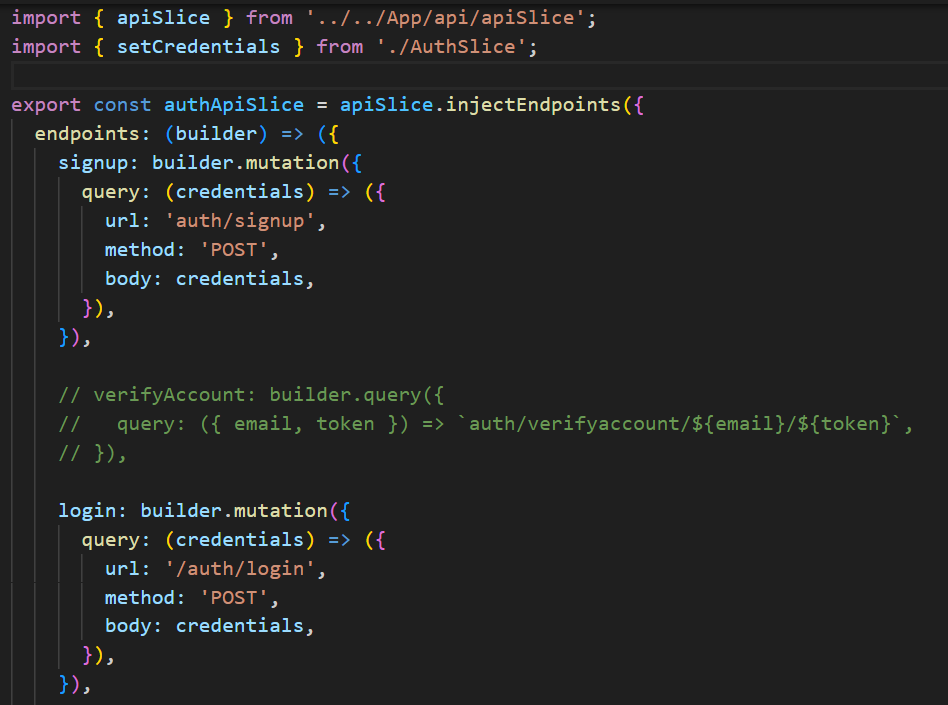 import { apiSlice } from '../../App/api/apiSlice';
import { setCredentials } from './AuthSlice';
export const authApiSlice = apiSlice.injectEndpoints({
endpoints: (builder) => ({
signup: builder.mutation({
query: (credentials) => ({
url: 'auth/signup',
method: 'POST',
body: credentials,
}),
}),
// verifyAccount: builder.query({
//   query: ({ email, token }) => `auth/verifyaccount/${email}/${token}`,
// }),
login: builder.mutation({
query: (credentials) => ({
url: '/auth/login',
method: 'POST',
body: credentials,
}),
}),